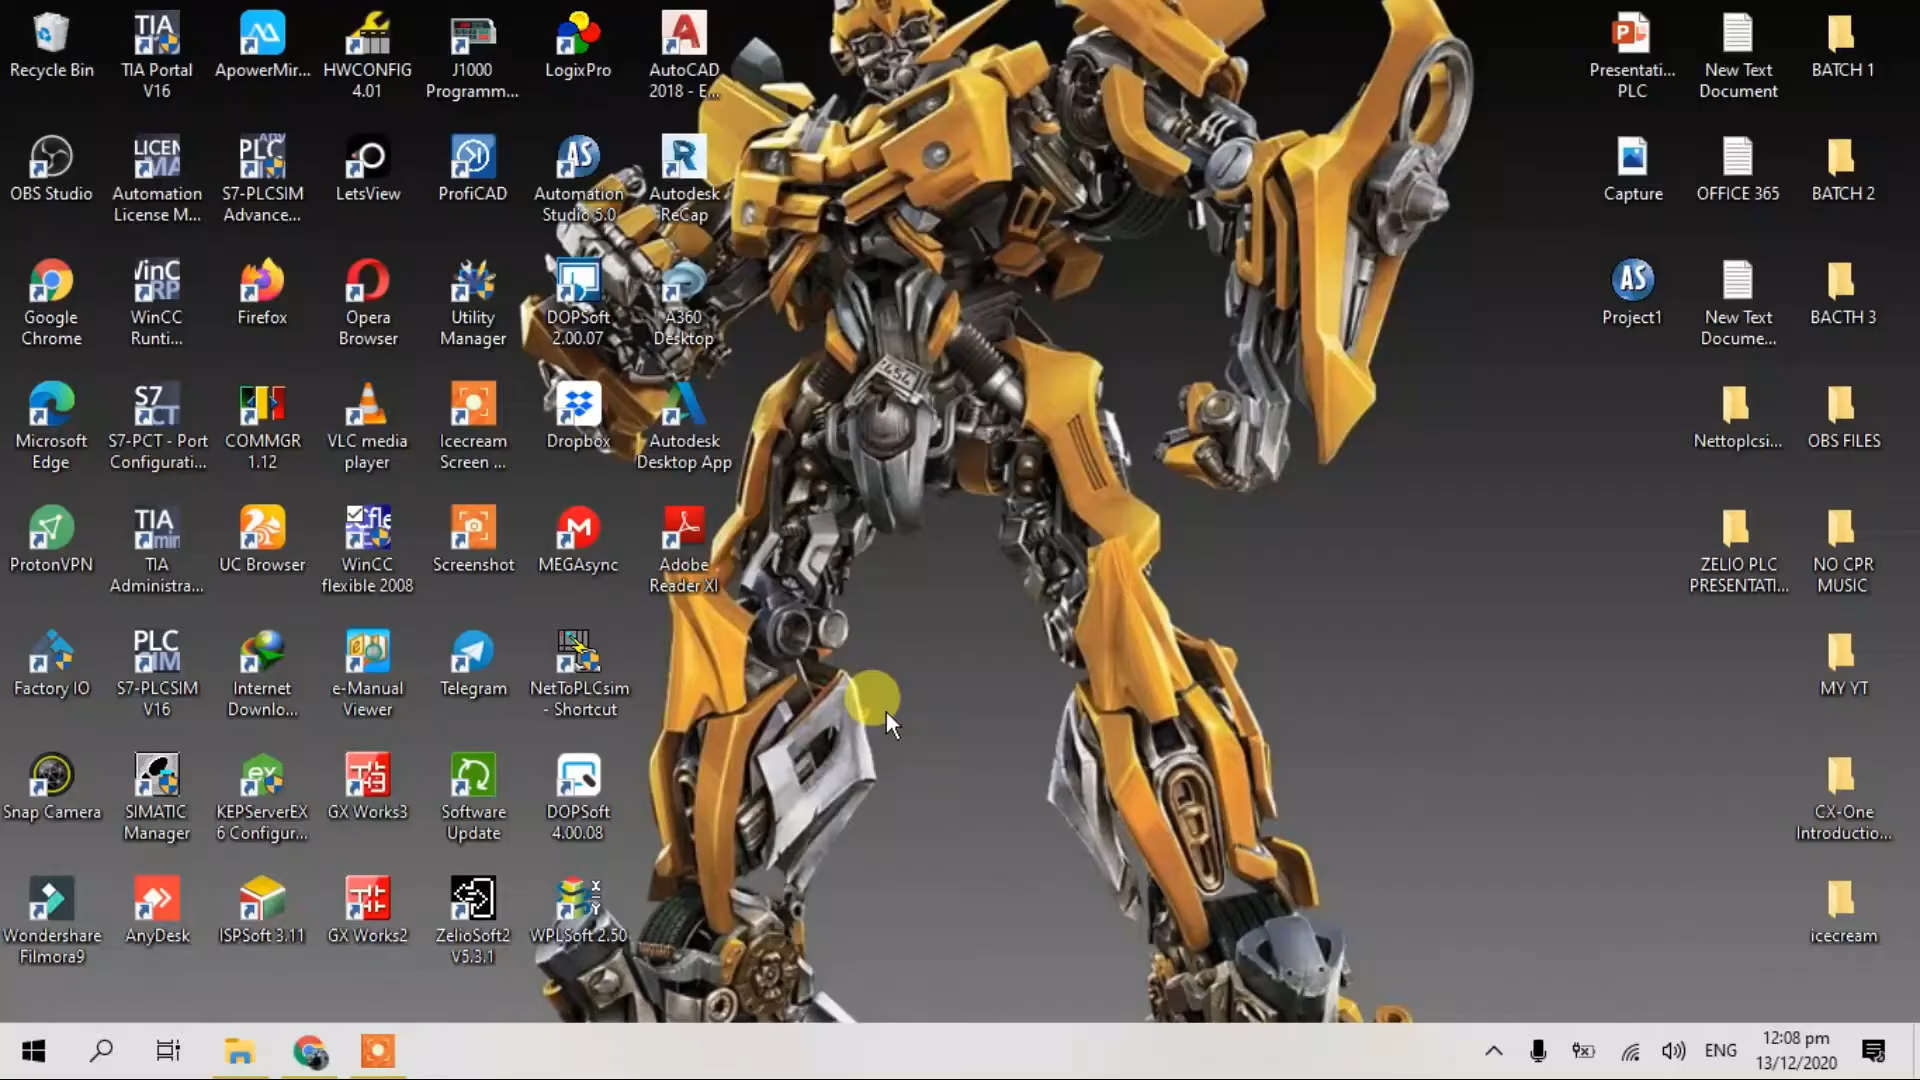 Recycle Bin
TIA Portal
V16
ApowerMir...
HWCONFIG
4.01
J1000
Programm...
LogixPro
AutoCAD
2018 - E...
OBS Studio
Automation
License M...
S7-PLCSIM
Advance...
LetsView
ProfiCAD
Automation
Studio 5.0
Autodesk
ReCap
Google
Chrome
WinCC
Runti...
Firefox
Opera
Browser
Utility
Manager
DOPSoft
2.00.07
A360
Desktop
Microsoft
Edge
S7-PCT - Port
Configurati...
COMMGR
1.12
VLC media
player
Icecream
Screen ...
Dropbox
Autodesk
Desktop App
ProtonVPN
TIA
Administra...
UC Browser
WinCC
flexible 2008
Screenshot
MEGAsync
Adobe
Reader XI
Factory IO
S7-PLCSIM
V16
Internet
Downlo...
e-Manual
Viewer
Telegram
NetToPLCsim
- Shortcut
Snap Camera
SIMATIC
Manager
KEPServerEX
6 Configur...
GX Works3
Software
Update
DOPSoft
4.00.08
Wondershare
Filmora9
AnyDesk
ISPSoft 3.11
GX Works2
ZelioSoft2
V5.3.1
WPLSoft 2.50
Presentati...
PLC
New Text
Document
BATCH 1
Capture
OFFICE 365
BATCH 2
Project1
New Text
Docume...
BACTH 3
Nettoplcsi...
OBS FILES
ZELIO PLC
PRESENTATI...
NO CPR
MUSIC
MY YT
CX-One
Introductio...
icecream
ENG
12:08 pm
13/12/2020